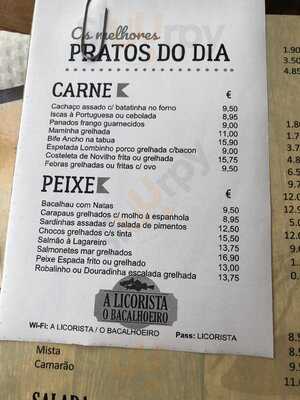 Os melhores
PRATOS DO DIA
CARNE €
Cachaço assado c/ batatinha no forno 9,50
Iscas à Portuguesa ou cebolada 8,95
Panados frango guarnecidos 9,00
Maminha grelhada 11,00
Bife Ancho na tabua 15,90
Espetada Lombinho porco grelhada c/bacon 9,00
Costeleta de Novilho frita ou grelhada 15,75
Febras grelhadas ou fritas c/ ovo 9,50
PEIXE €
Bacalhau com Natas 9,50
Carapaus grelhados c/ molho à espanhola 8,95
Sardinhas assadas c/ salada de pimentos 12,50
Chocos grelhados c/s tinta 15,50
Salmão à Lagareiro 13,75
Salmonetes mar grelhados 16,90
Peixe Espada frito ou grelhado 13,00
Robalinho ou Douradinha escalada grelhada 13,75
A LICORISTA
O BACALHOEIRO
Wi-Fi: A LICORISTA / O BACALHOEIRO Pass: LICORISTA
Mista
Camarão